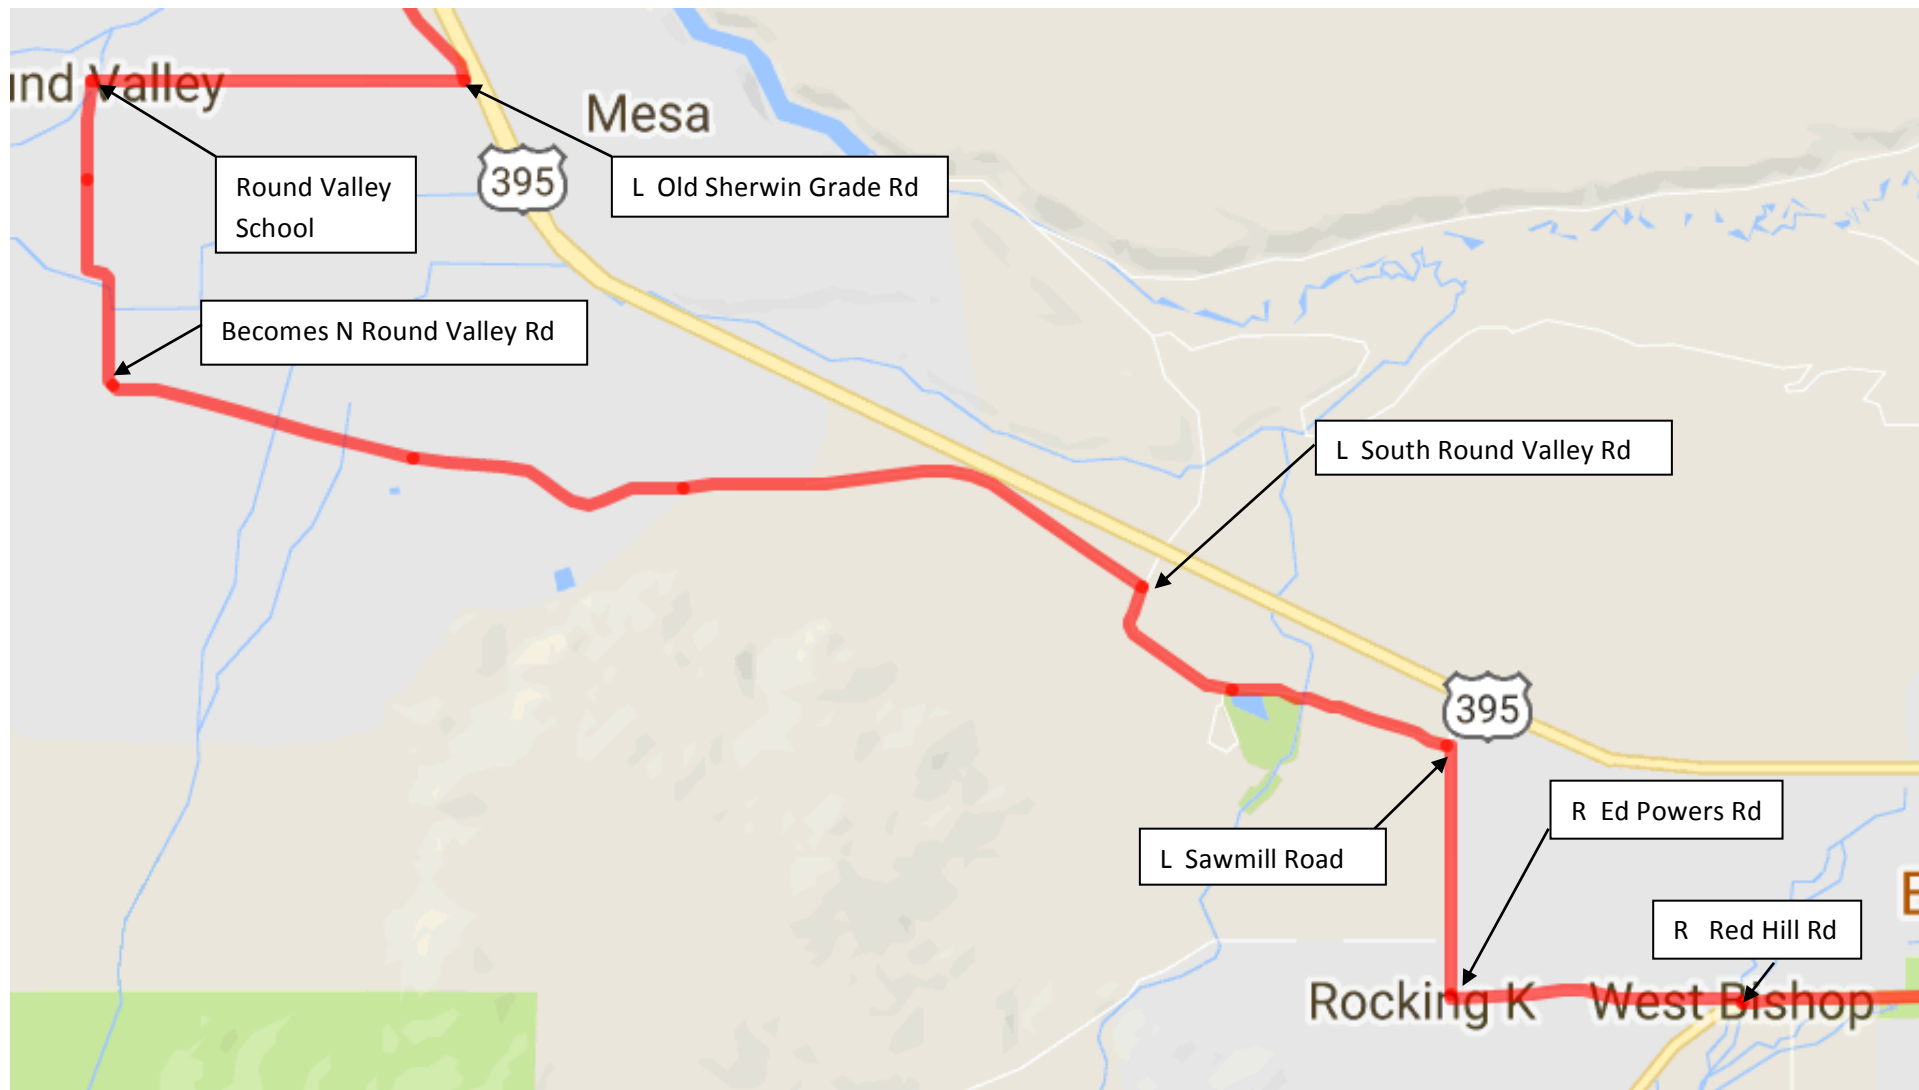 und Valley
Mesa
395
L Old Sherwin Grade Rd
Round Valley
School
Becomes N Round Valley Rd
L South Round Valley Rd
395
R Ed Powers Rd
L Sawmill Road
R Red Hill Rd
Rocking K
West Bishop